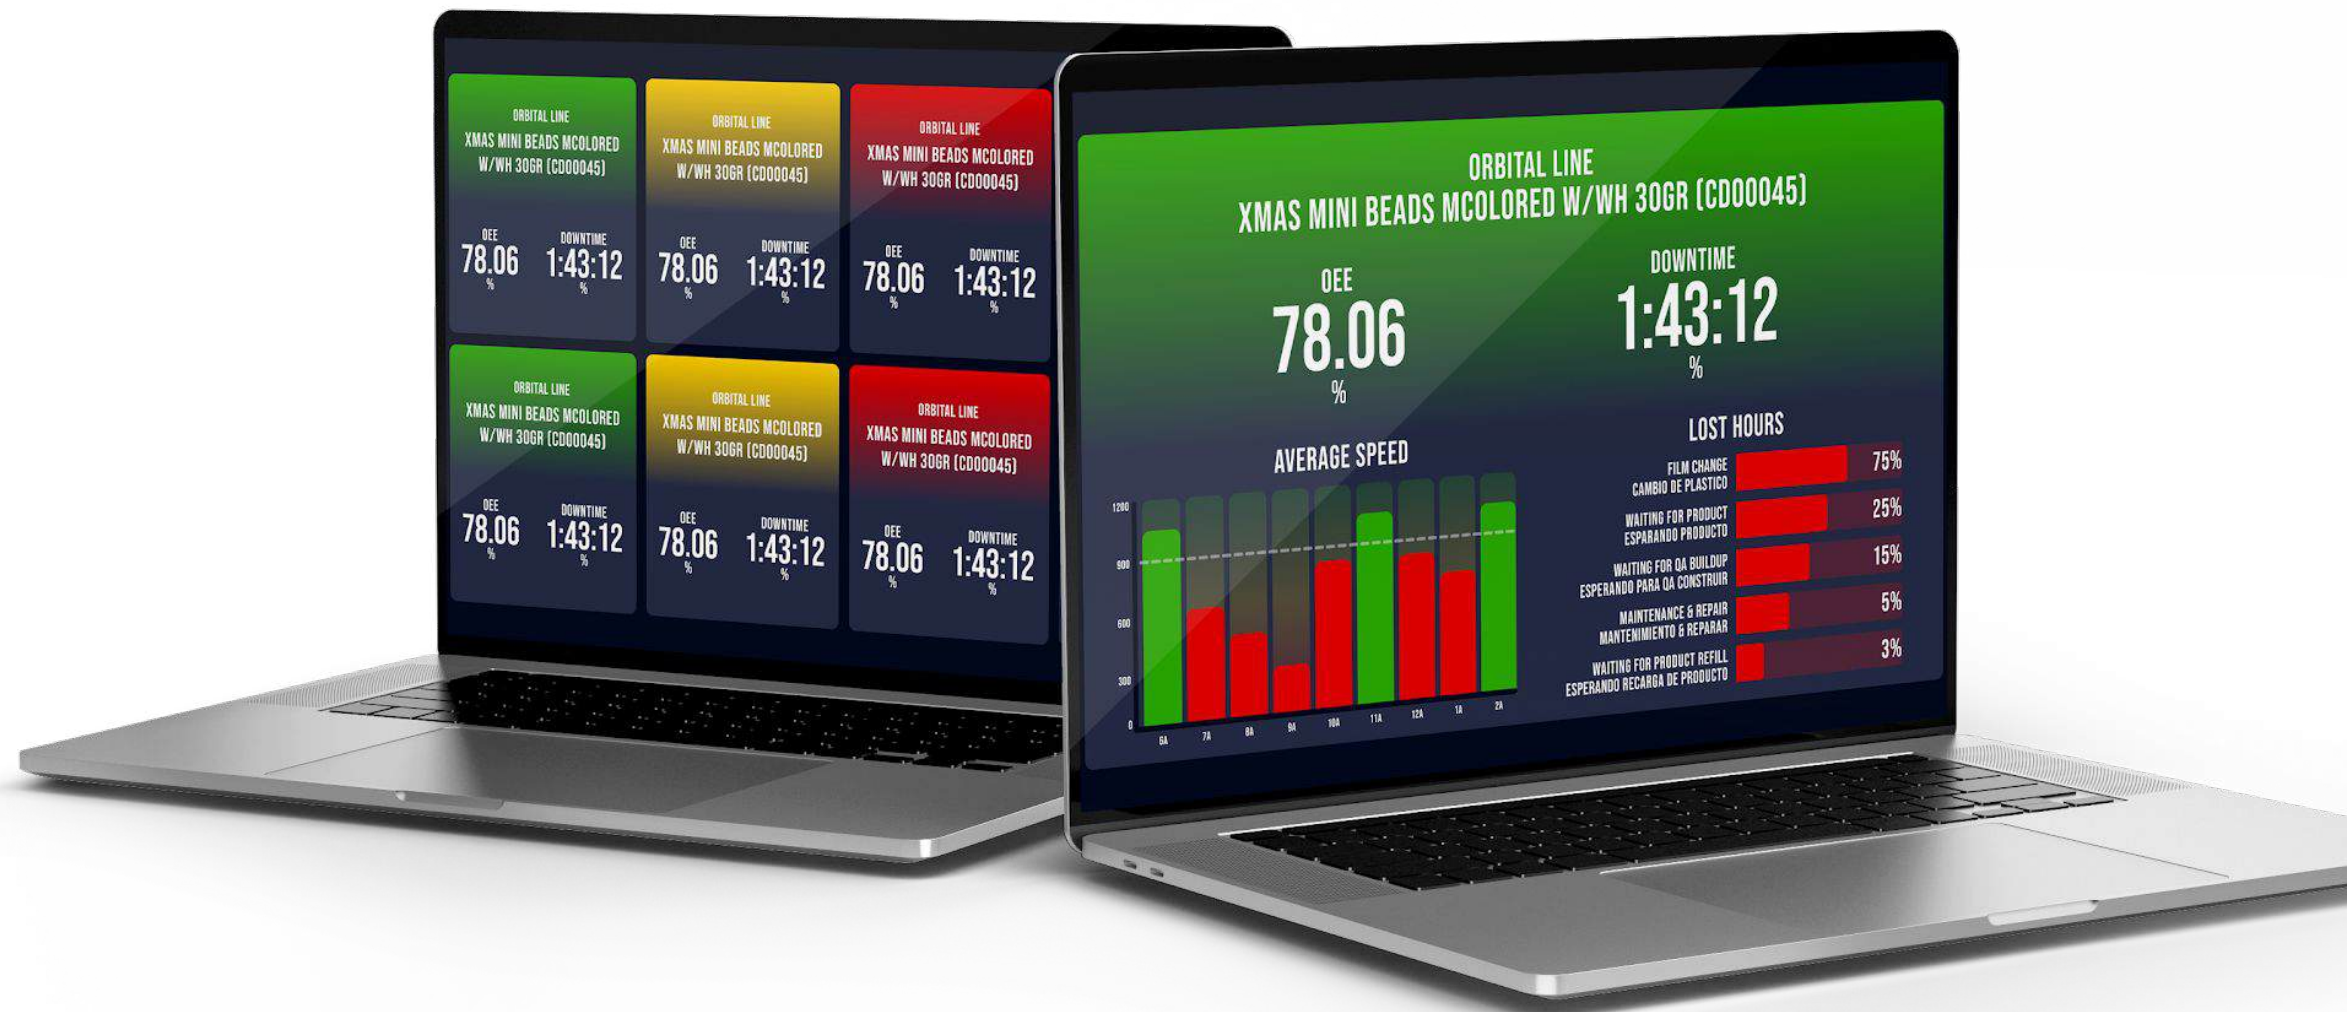 ORBITAL LINE
XMAS MINI BEADS MCOLORED
W/WH 30GR (CD00045)
OEE
78.06
%
DOWNTIME
1:43:12
%
ORBITAL LINE
XMAS MINI BEADS MCOLORED
W/WH 30GR (CD00045)
OEE
78.06
%
DOWNTIME
1:43:12
%
ORBITAL LINE
XMAS MINI BEADS MCOLORED
W/WH 30GR (CD00045)
OEE
78.06
%
DOWNTIME
1:43:12
%
ORBITAL LINE
XMAS MINI BEADS MCOLORED
W/WH 30GR (CD00045)
OEE
78.06
%
DOWNTIME
1:43:12
%
ORBITAL LINE
XMAS MINI BEADS MCOLORED
W/WH 30GR (CD00045)
OEE
78.06
%
DOWNTIME
1:43:12
%
ORBITAL LINE
XMAS MINI BEADS MCOLORED
W/WH 30GR (CD00045)
OEE
78.06
%
DOWNTIME
1:43:12
%
ORBITAL LINE
XMAS MINI BEADS MCOLORED W/WH 30GR (CD00045)
OEE
78.06
%
DOWNTIME
1:43:12
%
AVERAGE SPEED
1200
900
600
300
0
6A 7A 8A 9A 10A 11A 12A 1A 2A
LOST HOURS
FILM CHANGE
CAMBIO DE PLASTICO
75%
WAITING FOR PRODUCT
ESPARANDO PRODUCTO
25%
WAITING FOR QA BUILDUP
ESPERANDO PARA QA CONSTRUIR
15%
MAINTENANCE & REPAIR
MANTENIMIENTO & REPARAR
5%
WAITING FOR PRODUCT REFILL
ESPERANDO RECARGA DE PRODUCTO
3%